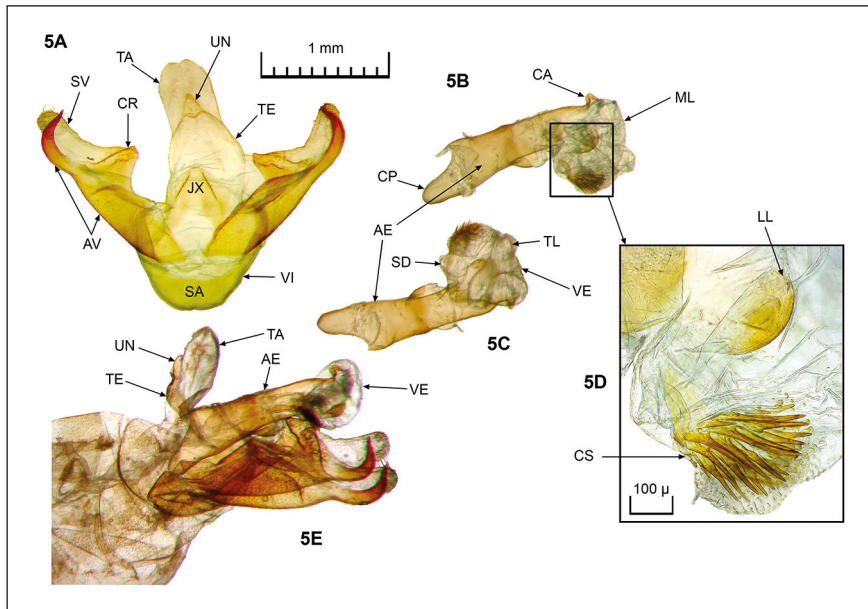 5A
TA
UN
1 mm
SV
CR
TE
JX
AV
SA
VI
5B
CA
ML
CP
AE
SD
TL
VE
5C
LL
5D
CS
100 μ
UN
TA
TE
AE
VE
5E